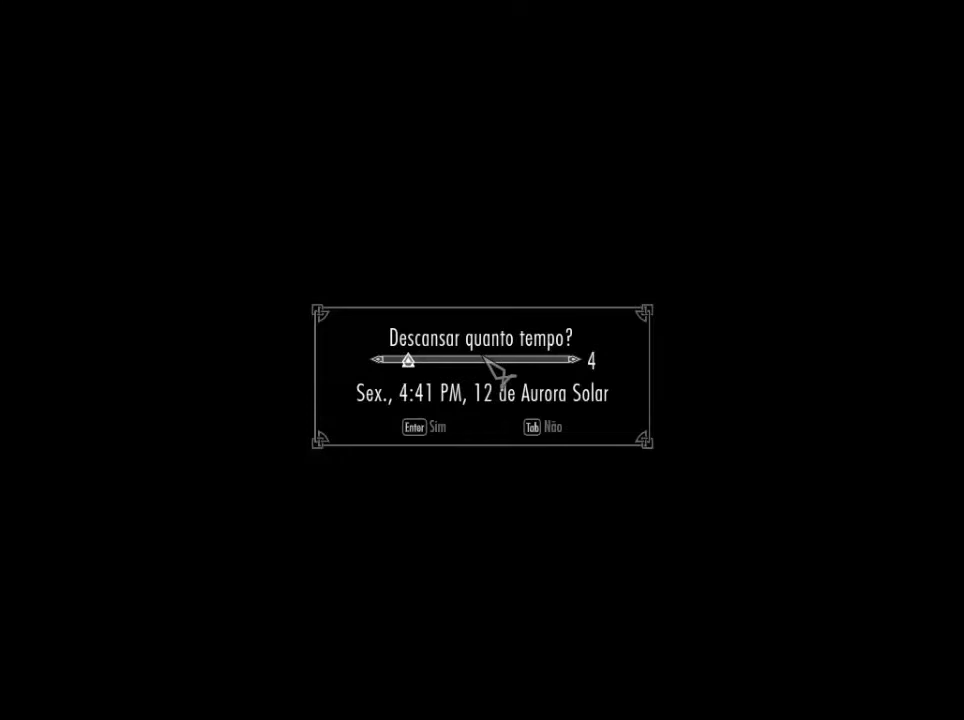 Descansar quanto tempo?
4
Sex., 4:41 PM, 12 de Aurora Solar
Enter Sim Tab Não